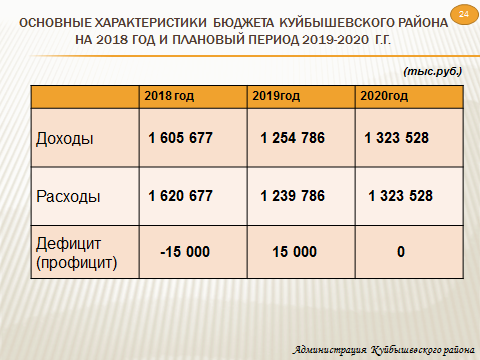 ОСНОВНЫЕ ХАРАКТЕРИСТИКИ БЮДЖЕТА КУЙБЫШЕВСКОГО РАЙОНА
НА 2018 ГОД И ПЛАНОВЫЙ ПЕРИОД 2019-2020 Г.Г.
24
(тыс.руб.)
2018 год 2019год 2020год
Доходы 1 605 677 1 254 786 1 323 528
Расходы 1 620 677 1 239 786 1 323 528
Дефицит
(профицит) -15 000 15 000 0
Администрация Куйбышевского района